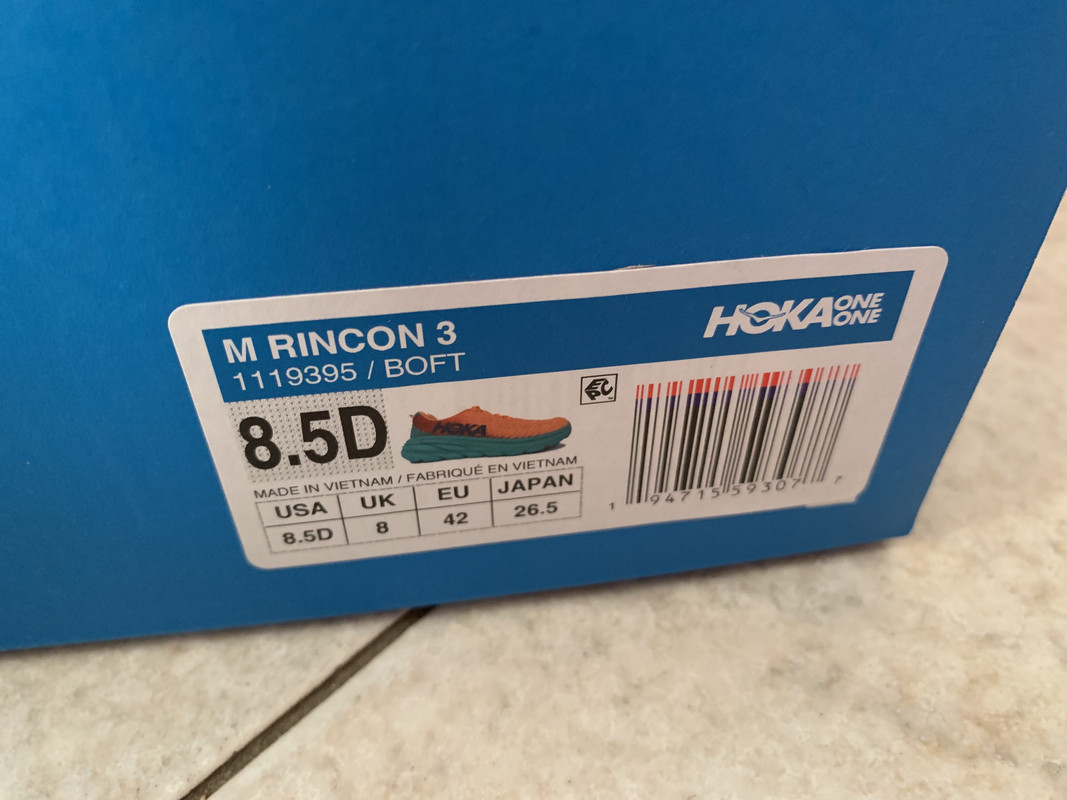 M RINCON 3
1119395 / BOFT
HOKA ONE ONE
8.5D
HOKA
EPC
MADE IN VIETNAM / FABRIQUÉ EN VIETNAM
USA UK EU JAPAN
8.5D 8 42 26.5
1 94715 59307 7